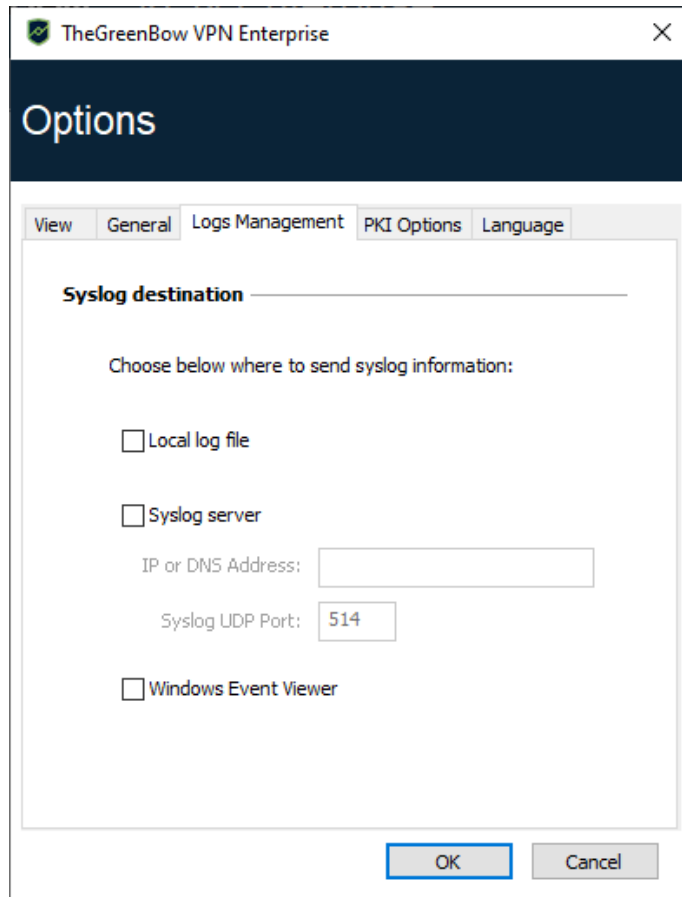 TheGreenBow VPN Enterprise
Options
View General Logs Management PKI Options Language
Syslog destination
Choose below where to send syslog information:
Local log file
Syslog server
IP or DNS Address:
Syslog UDP Port: 514
Windows Event Viewer
OK Cancel